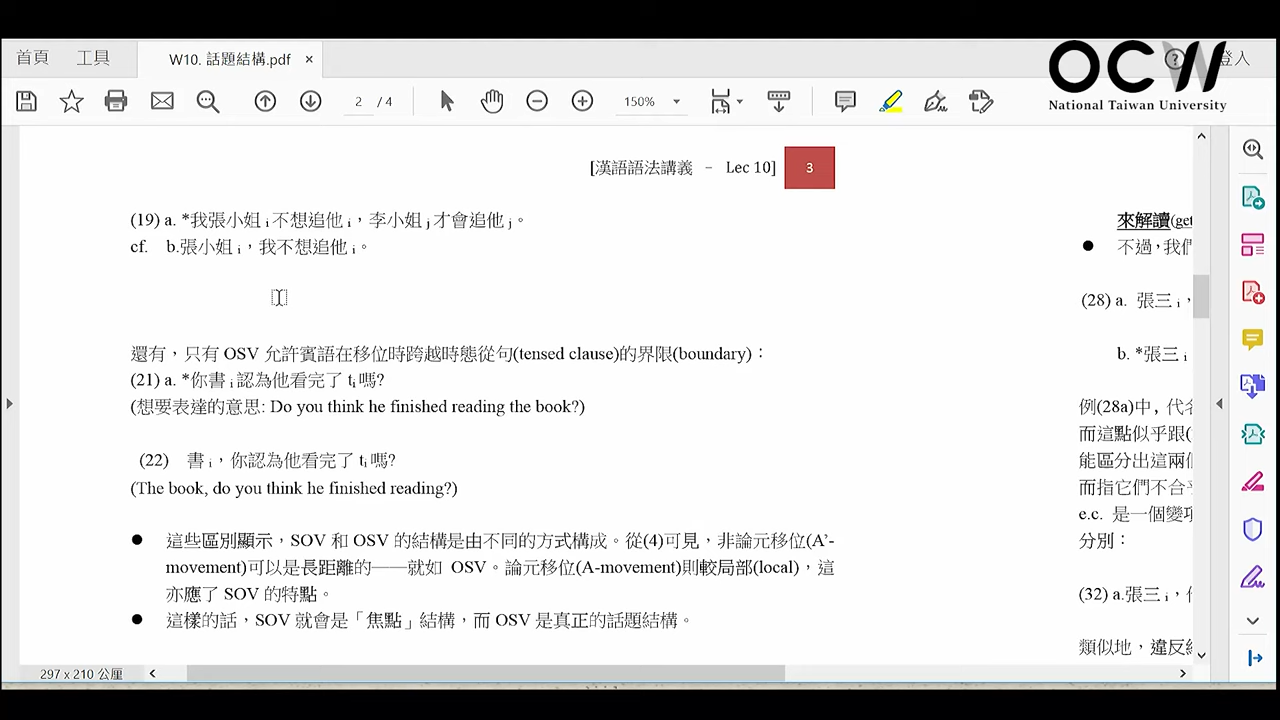 首頁 工具 W10. 話題結構.pdf × 登入
OCW
National Taiwan University
2 / 4 150%
[漢語語法講義 – Lec 10] 3
(19) a. *我張小姐 i 不想追他 i，李小姐 j 才會追他 j。
cf. b.張小姐 i，我不想追他 i。
還有，只有 OSV 允許賓語在移位時跨越時態從句(tensed clause)的界限(boundary)：
(21) a. *你書 i 認為他看完了 ti 嗎?
(想要表達的意思: Do you think he finished reading the book?)
(22) 書 i，你認為他看完了 ti 嗎?
(The book, do you think he finished reading?)
● 這些區別顯示，SOV 和 OSV 的結構是由不同的方式構成。從(4)可見，非論元移位(A'-
movement)可以是長距離的——就如 OSV。論元移位(A-movement)則較局部(local)，這
亦應了 SOV 的特點。
● 這樣的話，SOV 就會是「焦點」結構，而 OSV 是真正的話題結構。
來解讀(get
● 不過，我們
(28) a. 張三 i，
b. *張三 i
例(28a)中，代名
而這點似乎跟(
能區分出這兩個
而指它們不合乎
e.c. 是一個變項
分別：
(32) a.張三 i，
類似地，違反
297 x 210 公厘